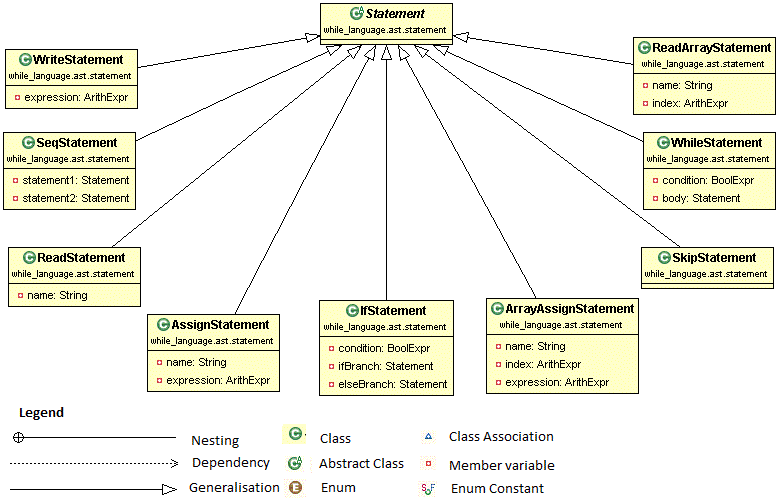 Statement
while_language.ast.statement
WriteStatement
while_language.ast.statement
expression: ArithExpr
ReadArrayStatement
while_language.ast.statement
name: String
index: ArithExpr
SeqStatement
while_language.ast.statement
statement1: Statement
statement2: Statement
WhileStatement
while_language.ast.statement
condition: BoolExpr
body: Statement
ReadStatement
while_language.ast.statement
name: String
SkipStatement
while_language.ast.statement
AssignStatement
while_language.ast.statement
name: String
expression: ArithExpr
IfStatement
while_language.ast.statement
condition: BoolExpr
ifBranch: Statement
elseBranch: Statement
ArrayAssignStatement
while_language.ast.statement
name: String
index: ArithExpr
expression: ArithExpr
Legend
Nesting
Class
Class Association
Dependency
Abstract Class
Member variable
Generalisation
Enum
Enum Constant